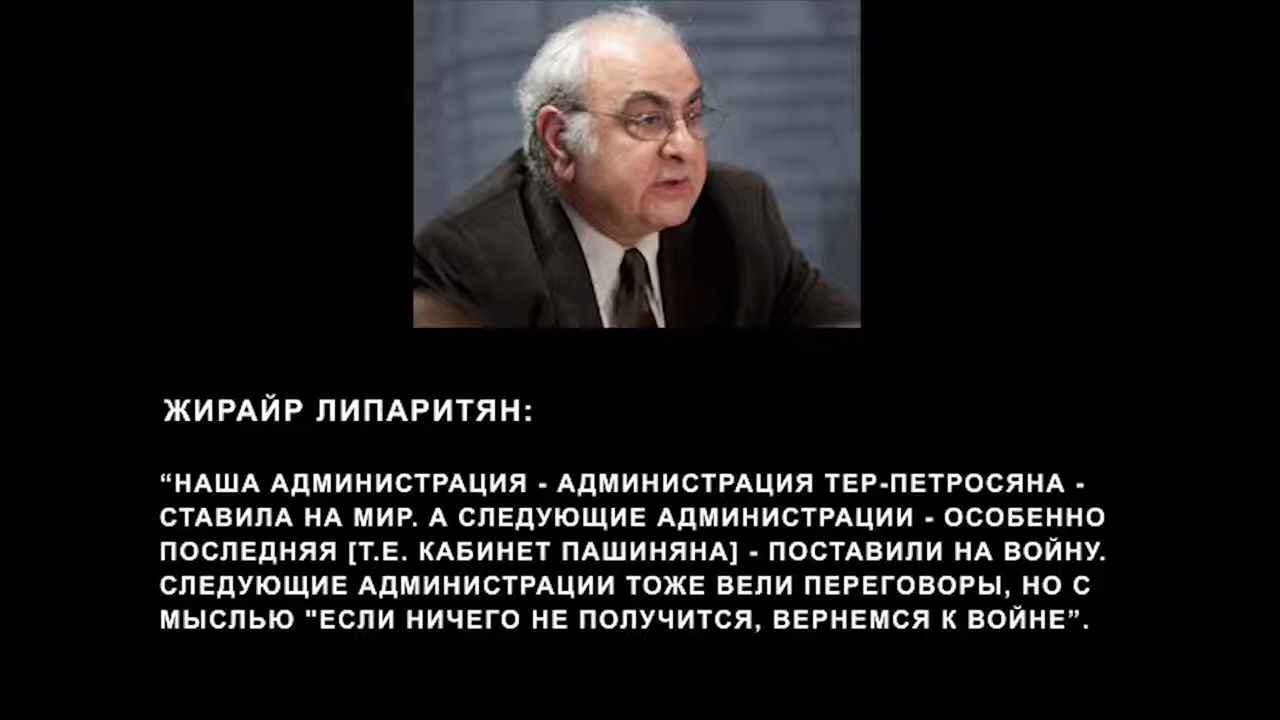 ЖИРАЙР ЛИПАРИТЯН:
“НАША АДМИНИСТРАЦИЯ - АДМИНИСТРАЦИЯ ТЕР-ПЕТРОСЯНА -
СТАВИЛА НА МИР. А СЛЕДУЮЩИЕ АДМИНИСТРАЦИИ - ОСОБЕННО
ПОСЛЕДНЯЯ [Т.Е. КАБИНЕТ ПАШИНЯНА] - ПОСТАВИЛИ НА ВОЙНУ.
СЛЕДУЮЩИЕ АДМИНИСТРАЦИИ ТОЖЕ ВЕЛИ ПЕРЕГОВОРЫ, НО С
МЫСЛЬЮ "ЕСЛИ НИЧЕГО НЕ ПОЛУЧИТСЯ, ВЕРНЕМСЯ К ВОЙНЕ”.